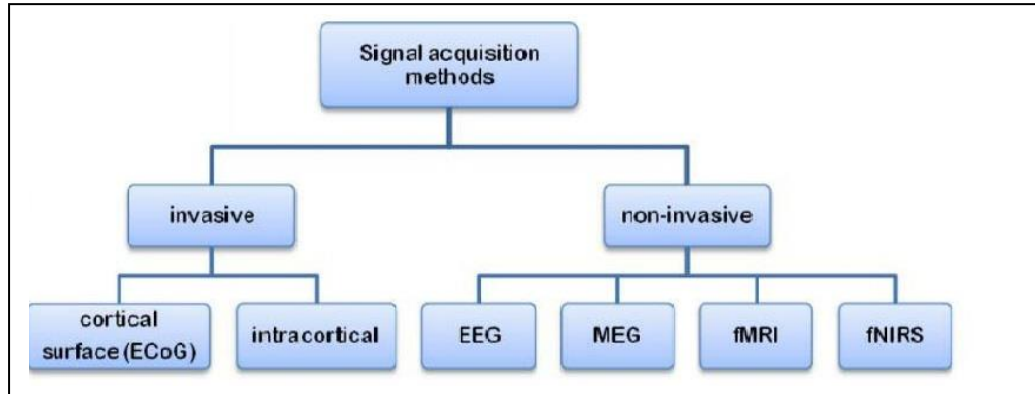 Signal acquisition
methods
invasive
non-invasive
cortical
surface (ECoG)
intracortical
EEG
MEG
fMRI
fNIRS